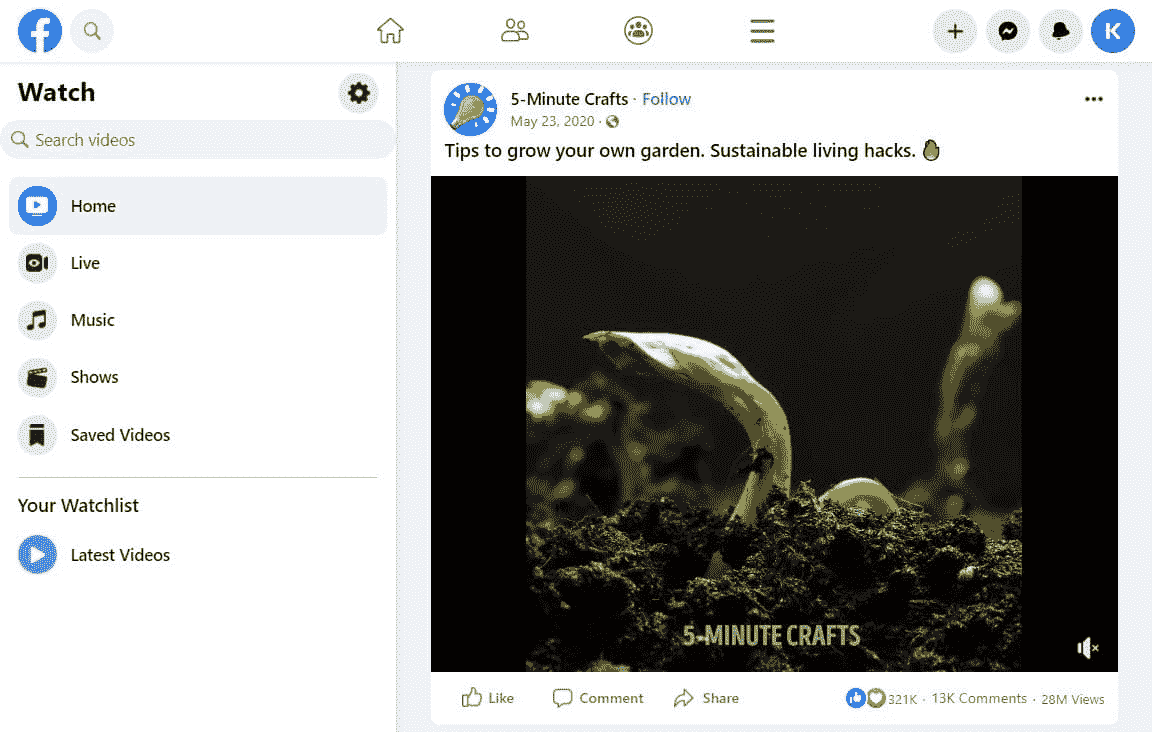 K
Watch
Search videos
Home
Live
Music
Shows
Saved Videos
Your Watchlist
Latest Videos
5-Minute Crafts · Follow
May 23, 2020 ·
Tips to grow your own garden. Sustainable living hacks.
5-MINUTE CRAFTS
Like Comment Share 321K · 13K Comments · 28M Views